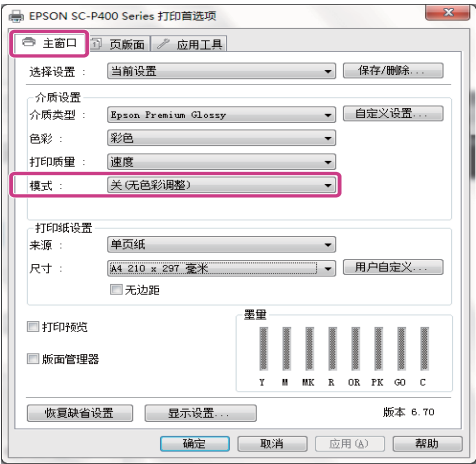 EPSON SC-P400 Series 打印首选项
主窗口 页版面 应用工具
选择设置 : 当前设置 保存/删除...
介质设置
介质类型 : Epson Premium Glossy 自定义设置...
色彩 : 彩色
打印质量 : 速度
模式 : 关(无色彩调整)
打印纸设置
来源 : 单页纸
尺寸 : A4 210 x 297 毫米 用户自定义...
无边距
墨量
打印预览
版面管理器
Y M MK R OR PK GO C
恢复缺省设置 显示设置... 版本 6.70
确定 取消 应用(A) 帮助